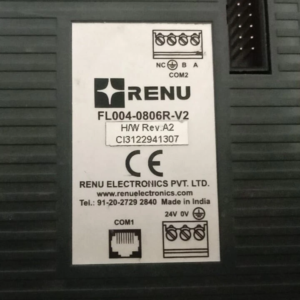 NC B A
COM2
RENU
FL004-0806R-V2
H/W Rev.A2
CI3122941307
CE
RENU ELECTRONICS PVT. LTD.
www.renuelectronics.com
Tel.: 91-20-2729 2840 Made in India
COM1
24V 0V